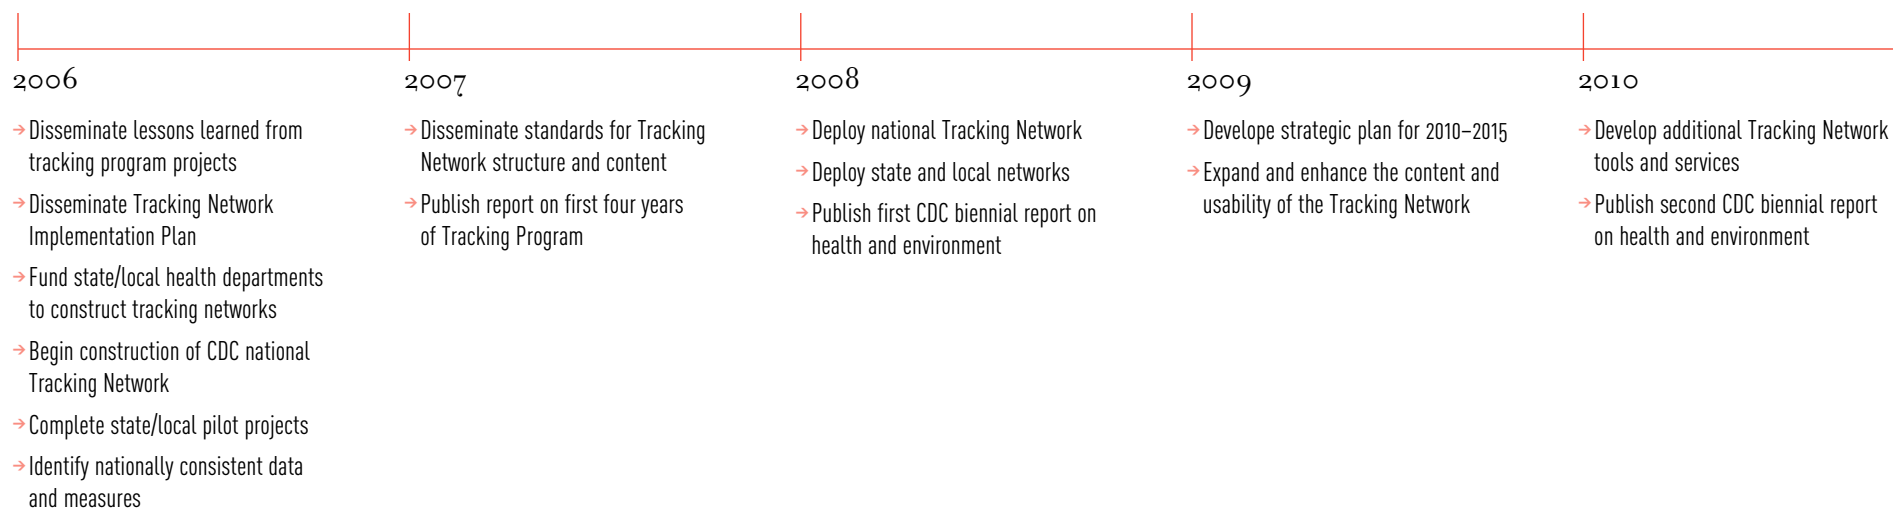 2006
→Disseminate lessons learned from
tracking program projects
→Disseminate Tracking Network
Implementation Plan
→Fund state/local health departments
to construct tracking networks
→Begin construction of CDC national
Tracking Network
→Complete state/local pilot projects
→Identify nationally consistent data
and measures
2007
→Disseminate standards for Tracking
Network structure and content
→Publish report on first four years
of Tracking Program
2008
→Deploy national Tracking Network
→Deploy state and local networks
→Publish first CDC biennial report on
health and environment
2009
→Develope strategic plan for 2010–2015
→Expand and enhance the content and
usability of the Tracking Network
2010
→Develop additional Tracking Network
tools and services
→Publish second CDC biennial report
on health and environment